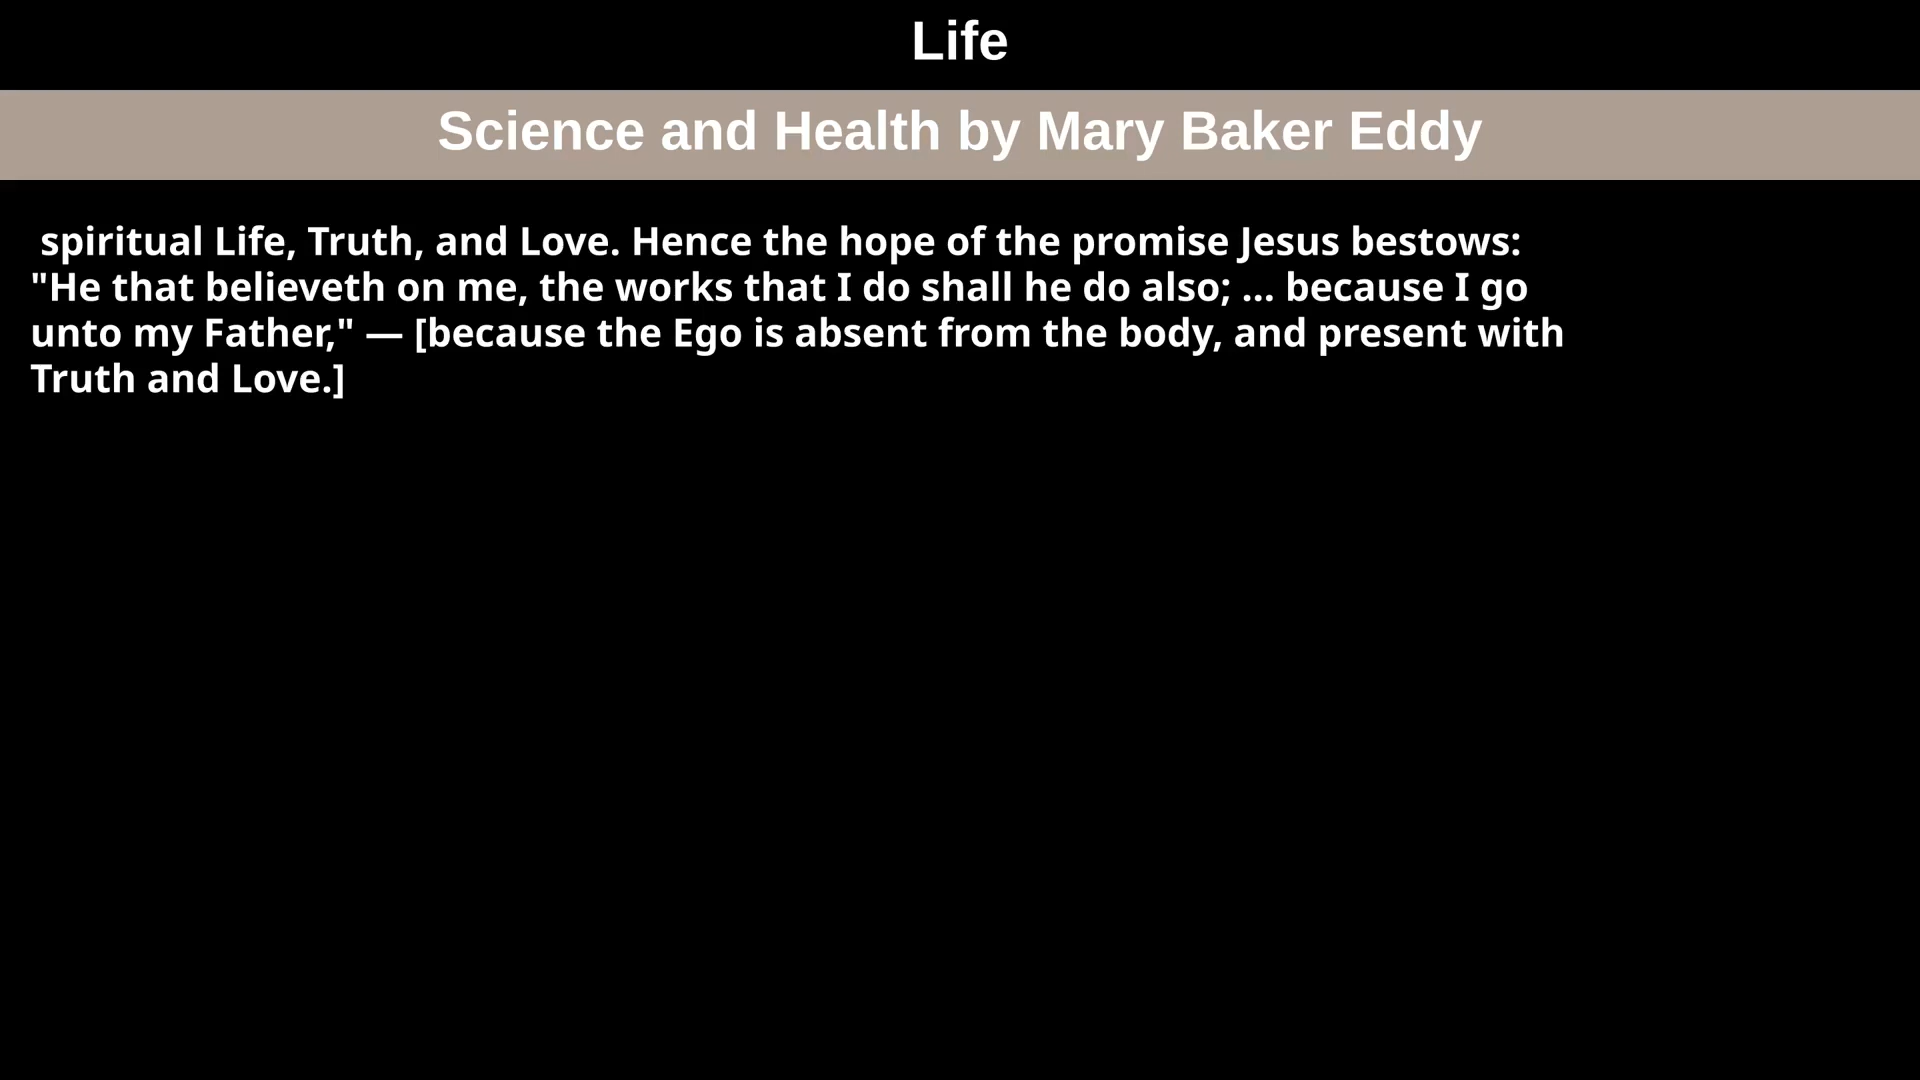 Life
Science and Health by Mary Baker Eddy
spiritual Life, Truth, and Love. Hence the hope of the promise Jesus bestows:
"He that believeth on me, the works that I do shall he do also; ... because I go
unto my Father," — [because the Ego is absent from the body, and present with
Truth and Love.]